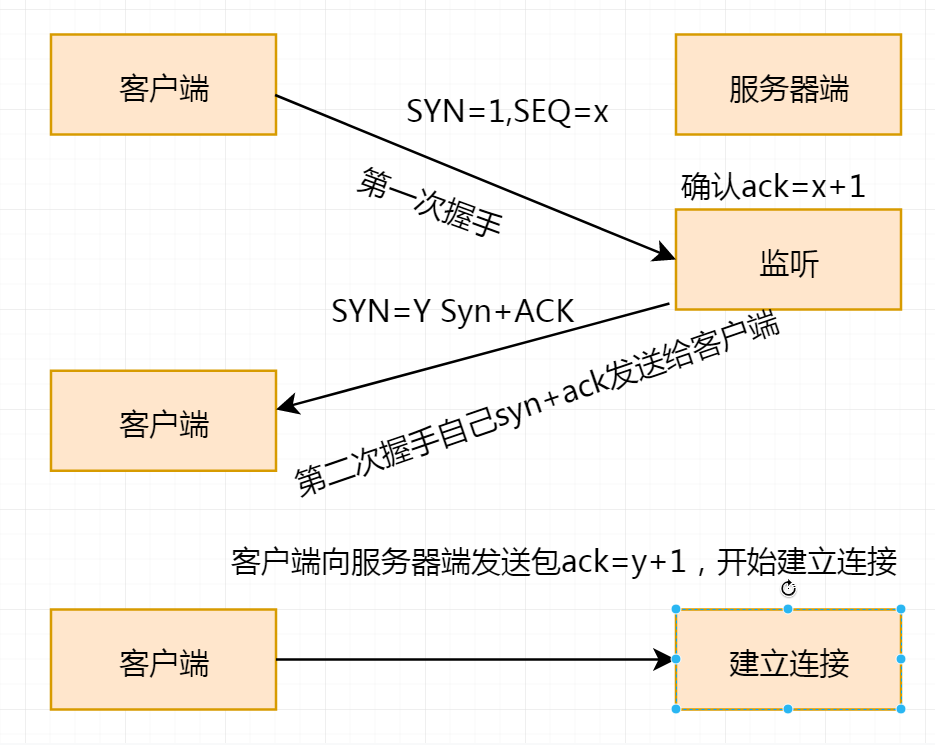 客户端
服务器端
SYN=1,SEQ=x
第一次握手
确认ack=x+1
监听
SYN=Y Syn+ACK
第二次握手自己syn+ack发送给客户端
客户端
客户端向服务器端发送包ack=y+1，开始建立连接
客户端
建立连接